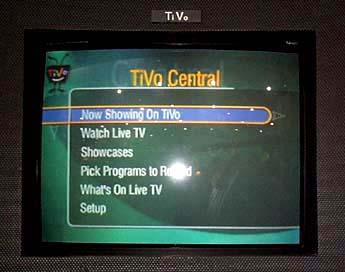 TiVo
TiVo
TiVo Central
Now Showing On TiVo
Watch Live TV
Showcases
Pick Programs to Record
What's On Live TV
Setup